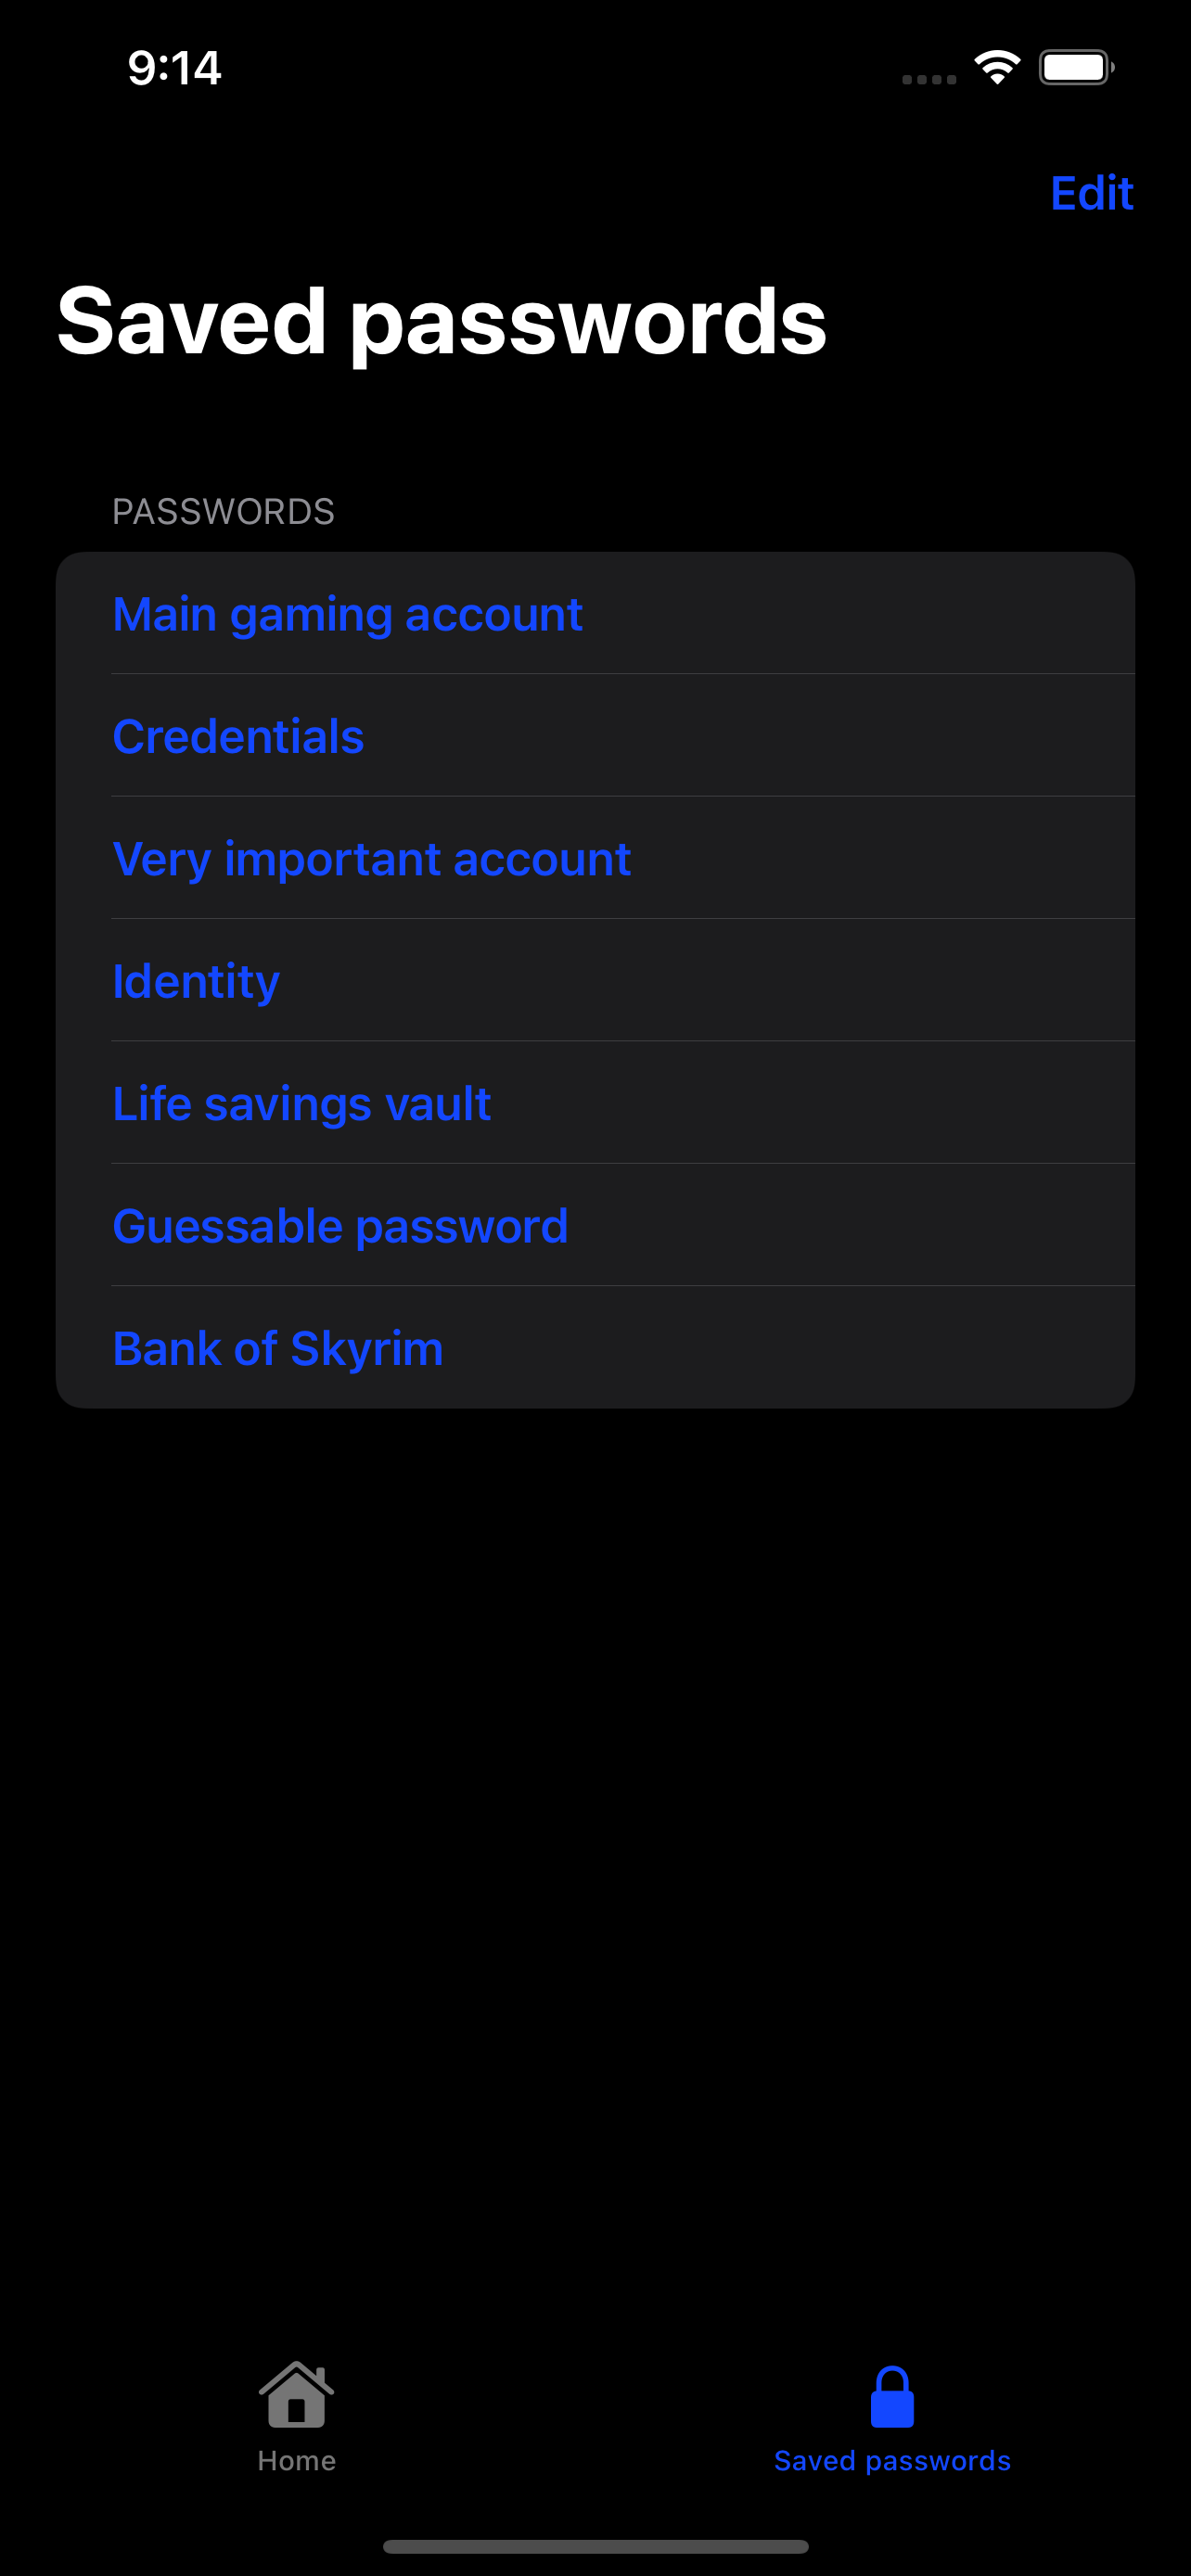 9:14
Edit
Saved passwords
PASSWORDS
Main gaming account
Credentials
Very important account
Identity
Life savings vault
Guessable password
Bank of Skyrim
Home
Saved passwords